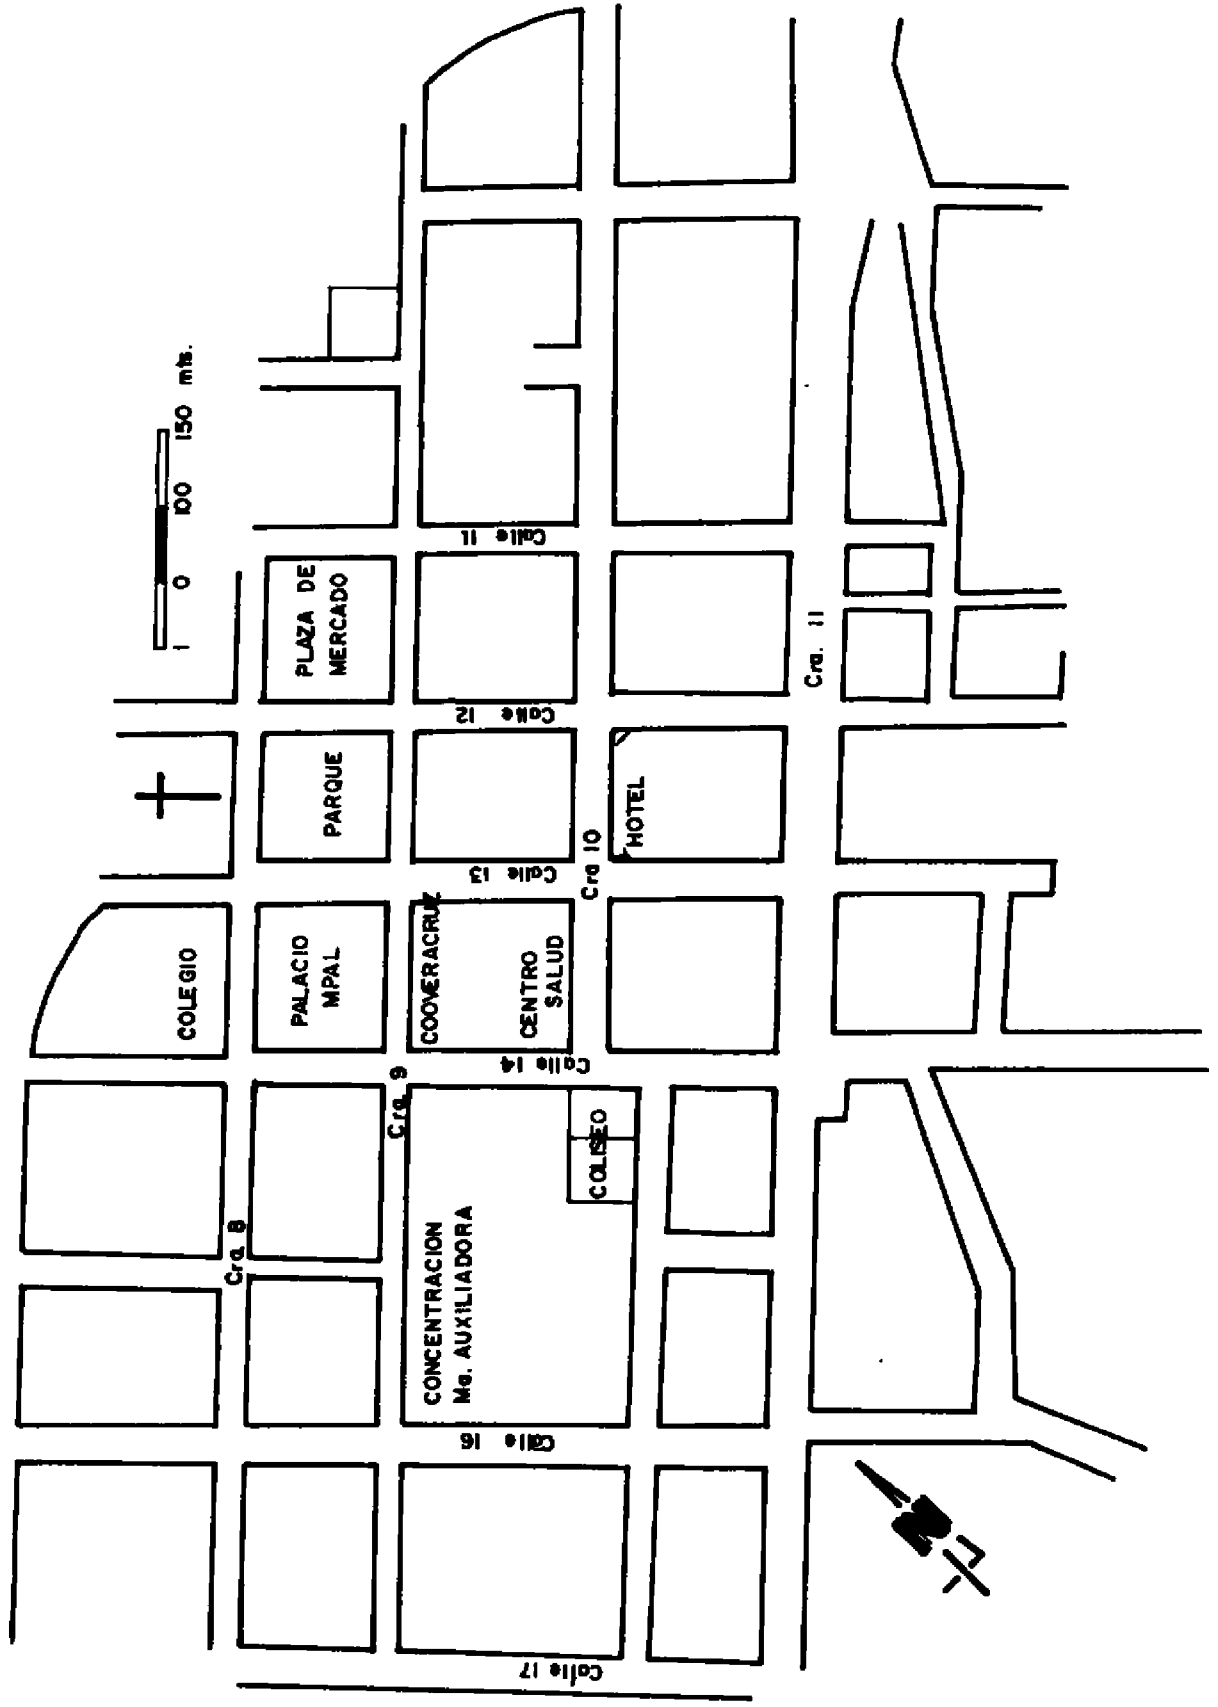 1 0 100 150 mts.
Calle 11
PLAZA DE
MERCADO
Cra. 11
Calle 12
PARQUE
HOTEL
Calle 13
Cra 10
COLEGIO
PALACIO
MPAL.
COOVERACRUZ
CENTRO
SALUD
Calle 14
Cra 9
COLISEO
Cra 8
CONCENTRACION
Ma. AUXILIADORA
Calle 16
N
Calle 17